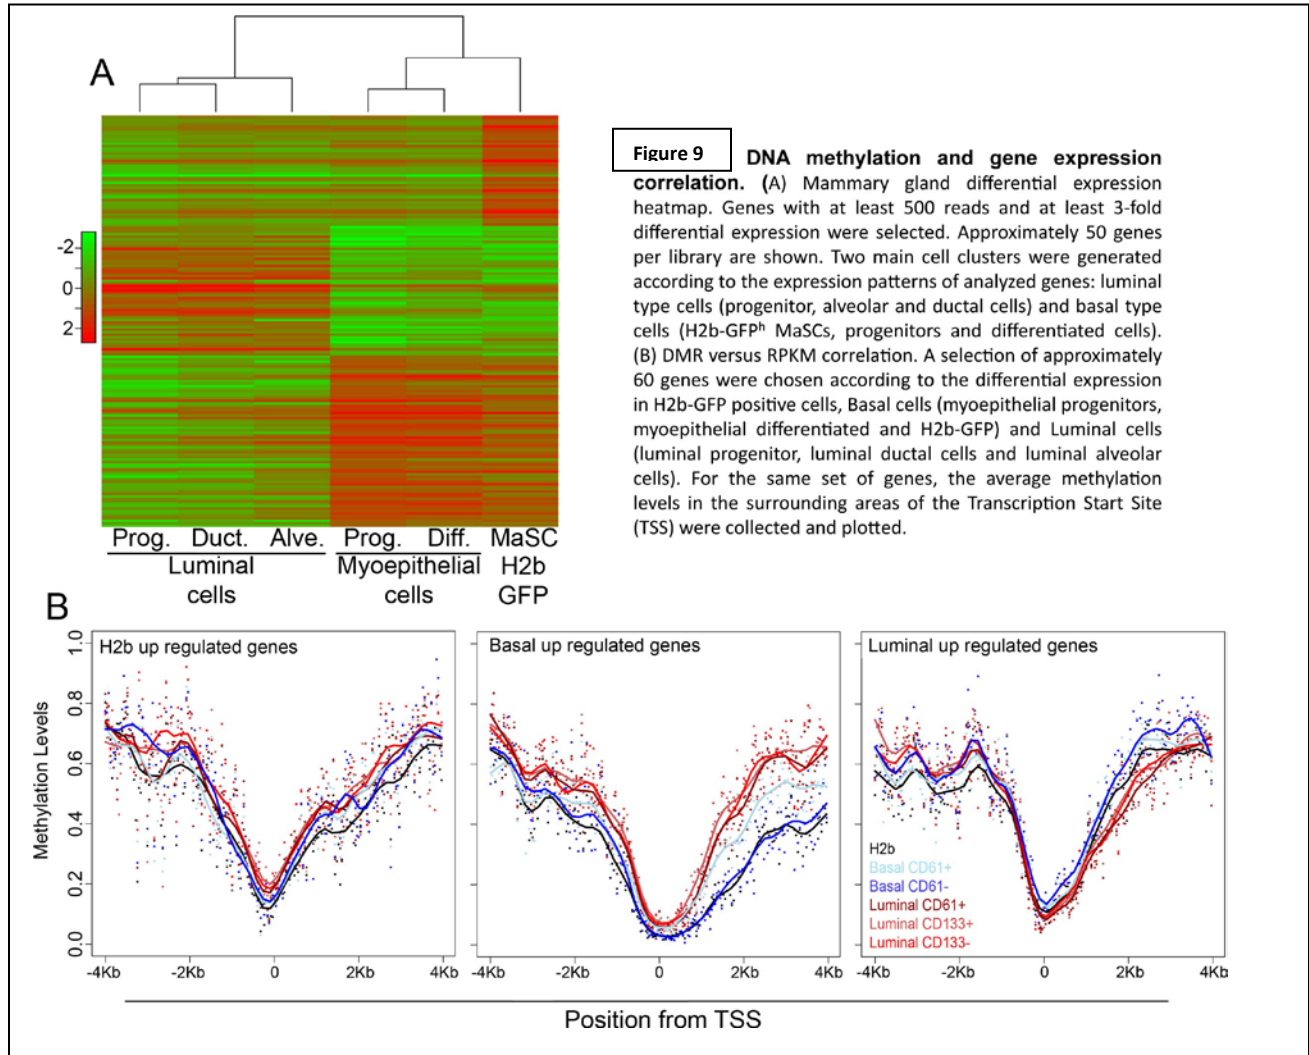 A
Figure 9
DNA methylation and gene expression
correlation. (A) Mammary gland differential expression
heatmap. Genes with at least 500 reads and at least 3-fold
differential expression were selected. Approximately 50 genes
per library are shown. Two main cell clusters were generated
according to the expression patterns of analyzed genes: luminal
type cells (progenitor, alveolar and ductal cells) and basal type
cells (H2b-GFPʰ MaSCs, progenitors and differentiated cells).
(B) DMR versus RPKM correlation. A selection of approximately
60 genes were chosen according to the differential expression
in H2b-GFP positive cells, Basal cells (myoepithelial progenitors,
myoepithelial differentiated and H2b-GFP) and Luminal cells
(luminal progenitor, luminal ductal cells and luminal alveolar
cells). For the same set of genes, the average methylation
levels in the surrounding areas of the Transcription Start Site
(TSS) were collected and plotted.
-2
0
2
Prog. Duct. Alve. Prog. Diff. MaSC
Luminal Myoepithelial H2b
cells cells GFP
B
H2b up regulated genes
Basal up regulated genes
Luminal up regulated genes
Methylation Levels
1.0
0.8
0.6
0.4
0.2
0.0
H2b
Basal CD61+
Basal CD61-
Luminal CD61+
Luminal CD133+
Luminal CD133-
-4Kb -2Kb 0 2Kb 4Kb
-4Kb -2Kb 0 2Kb 4Kb
-4Kb -2Kb 0 2Kb 4Kb
Position from TSS